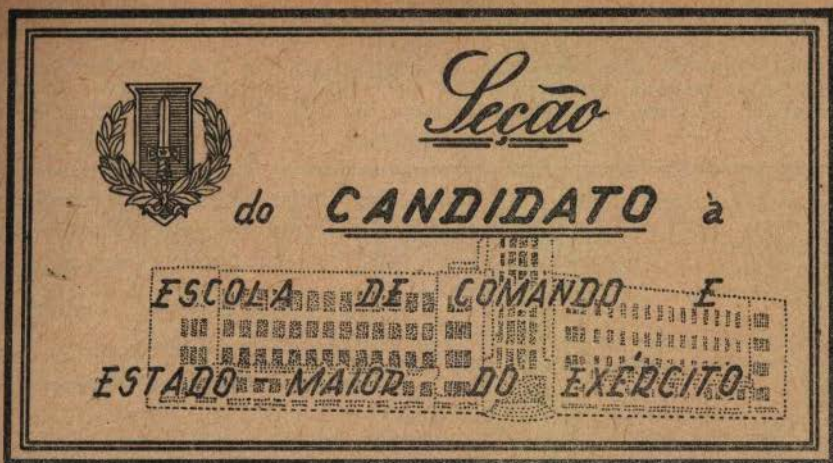 Seção
do CANDIDATO à
ESCOLA DE COMANDO E
ESTADO-MAIOR DO EXÉRCITO